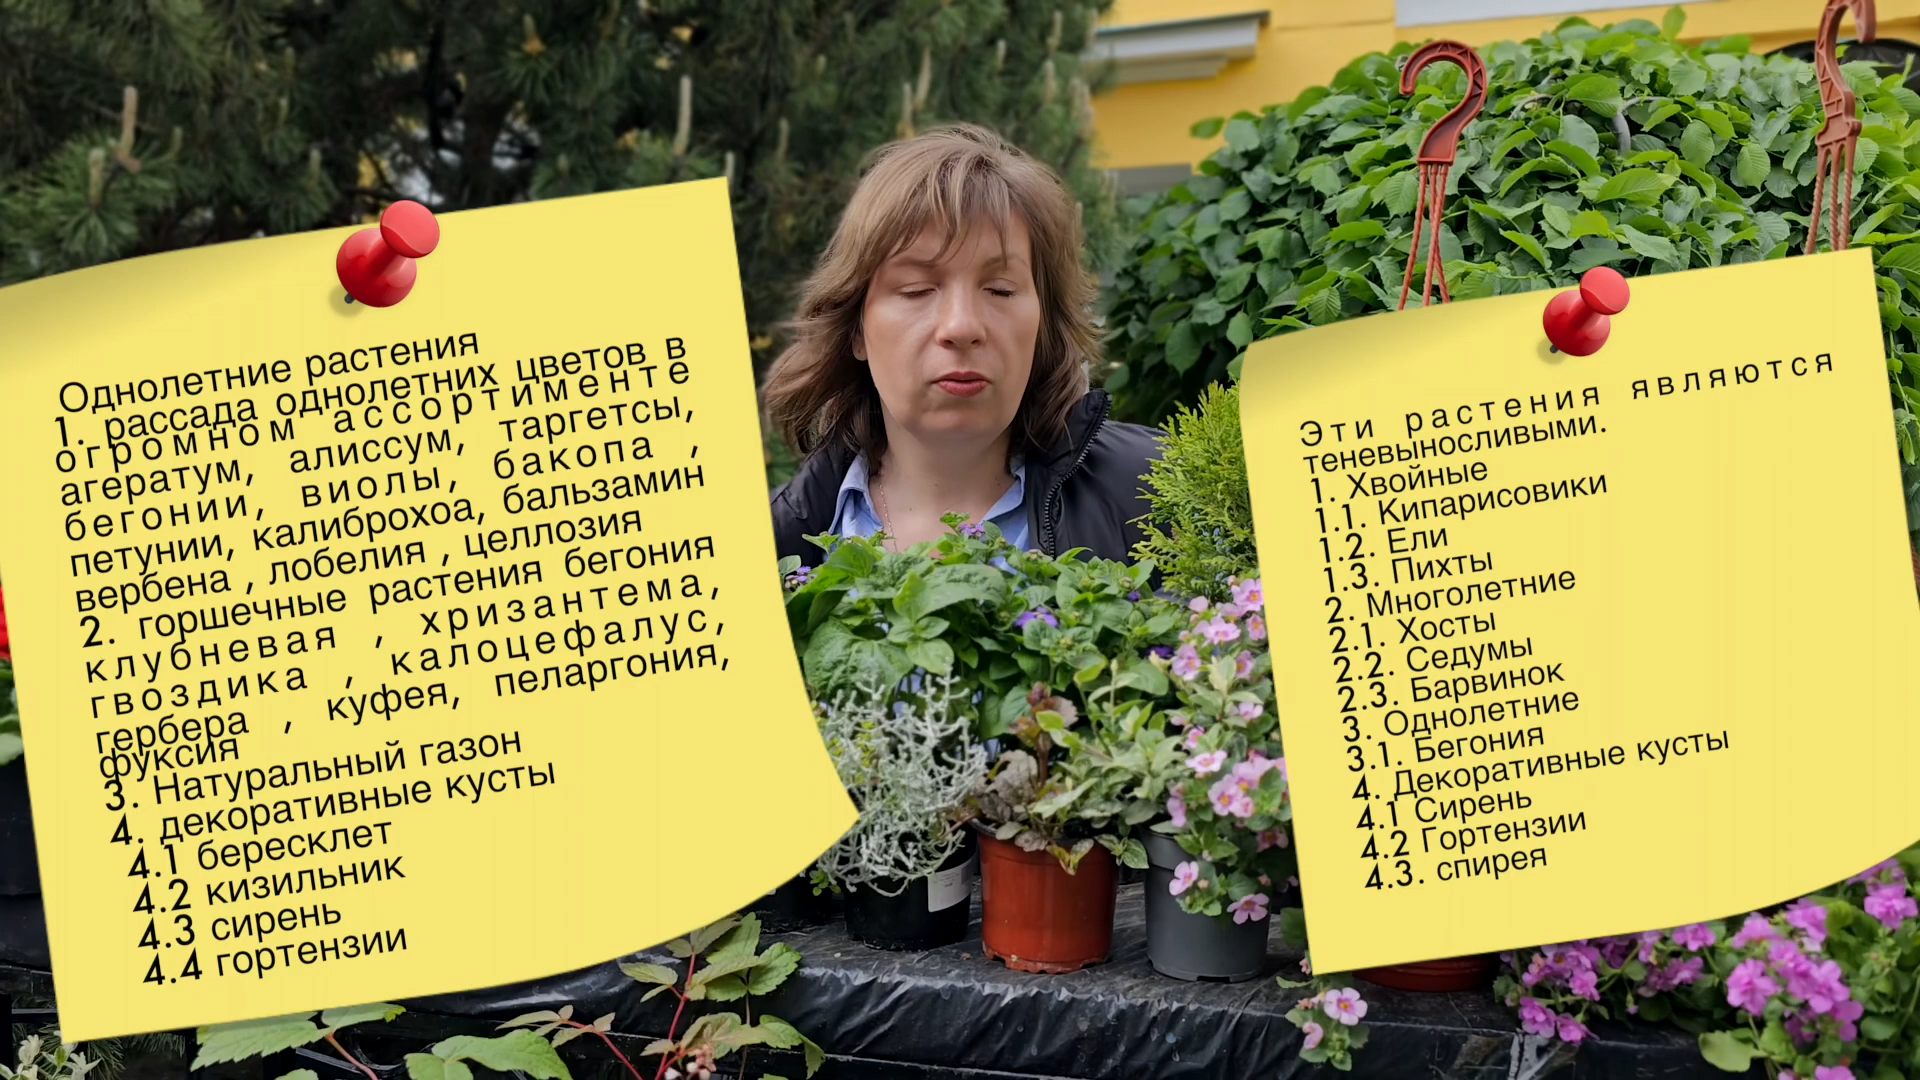 Однолетние растения
1. рассада однолетних цветов в
огромном ассортименте
агератум, алиссум, таргетсы,
бегонии, виолы, бакопа ,
петунии, калиброхоа, бальзамин
вербена , лобелия , целлозия
2. горшечные растения бегония
клубневая , хризантема,
гвоздика , калоцефалус,
гербера , куфея, пеларгония,
фуксия
3. Натуральный газон
4. декоративные кусты
4.1 бересклет
4.2 кизильник
4.3 сирень
4.4 гортензии
Эти растения являются
теневыносливыми.
1. Хвойные
1.1. Кипарисовики
1.2. Ели
1.3. Пихты
2. Многолетние
2.1. Хосты
2.2. Седумы
2.3. Барвинок
3. Однолетние
3.1. Бегония
4. Декоративные кусты
4.1 Сирень
4.2 Гортензии
4.3. спирея